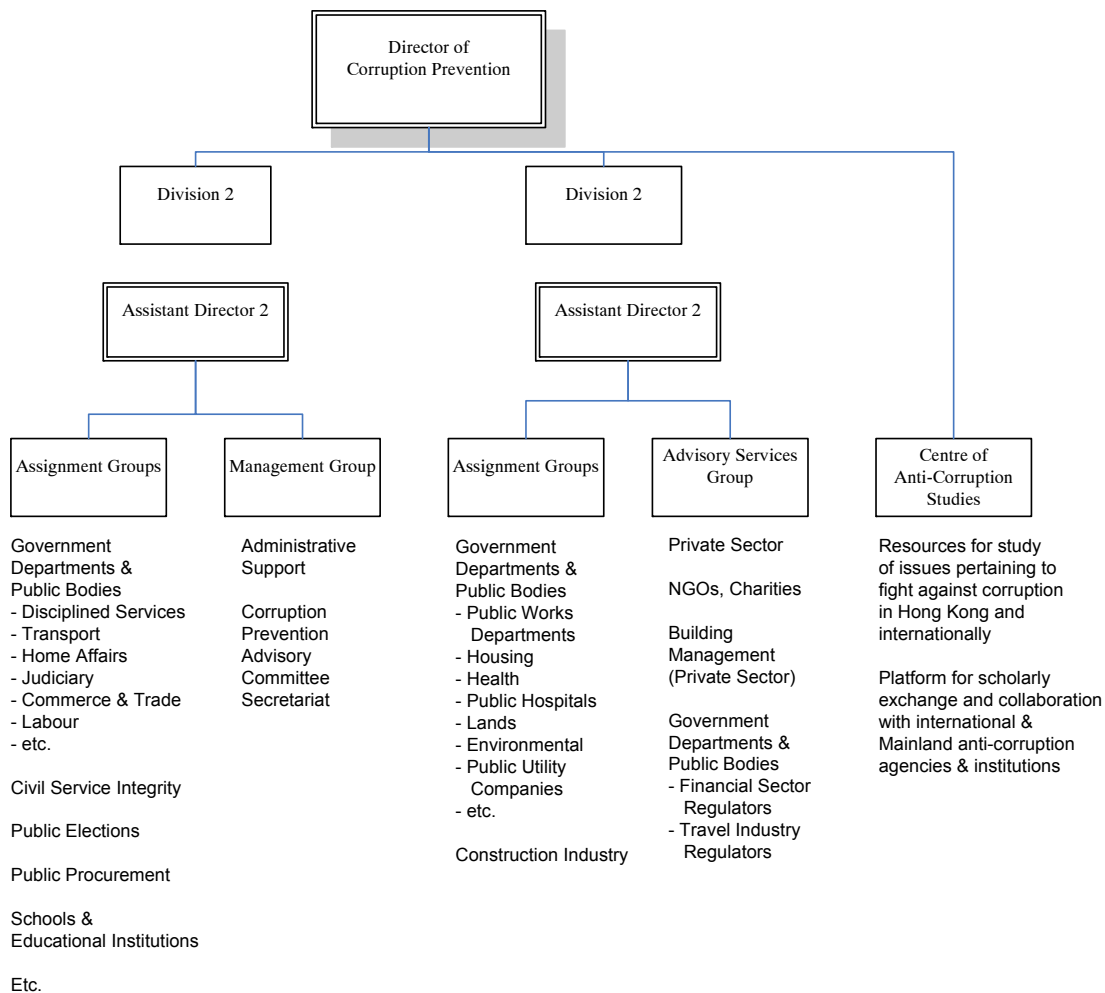 Director of
Corruption Prevention
Division 2
Division 2
Assistant Director 2
Assistant Director 2
Assignment Groups
Management Group
Assignment Groups
Advisory Services
Group
Centre of
Anti-Corruption
Studies
Government
Departments &
Public Bodies
- Disciplined Services
- Transport
- Home Affairs
- Judiciary
- Commerce & Trade
- Labour
- etc.
Civil Service Integrity
Public Elections
Public Procurement
Schools &
Educational Institutions
Etc.
Administrative
Support
Corruption
Prevention
Advisory
Committee
Secretariat
Government
Departments &
Public Bodies
- Public Works
Departments
- Housing
- Health
- Public Hospitals
- Lands
- Environmental
- Public Utility
Companies
- etc.
Construction Industry
Private Sector
NGOs, Charities
Building
Management
(Private Sector)
Government
Departments &
Public Bodies
- Financial Sector
Regulators
- Travel Industry
Regulators
Resources for study
of issues pertaining to
fight against corruption
in Hong Kong and
internationally
Platform for scholarly
exchange and collaboration
with international &
Mainland anti-corruption
agencies & institutions